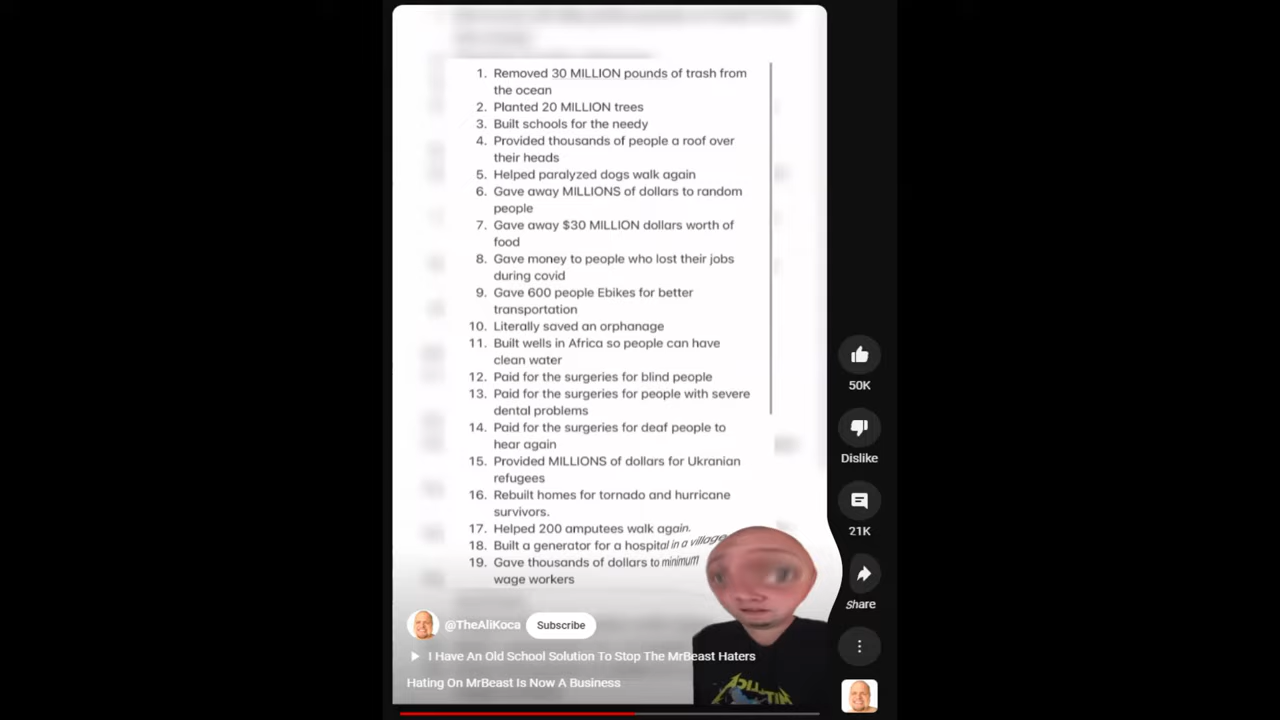 1. Removed 30 MILLION pounds of trash from
the ocean
2. Planted 20 MILLION trees
3. Built schools for the needy
4. Provided thousands of people a roof over
their heads
5. Helped paralyzed dogs walk again
6. Gave away MILLIONS of dollars to random
people
7. Gave away $30 MILLION dollars worth of
food
8. Gave money to people who lost their jobs
during covid
9. Gave 600 people Ebikes for better
transportation
10. Literally saved an orphanage
11. Built wells in Africa so people can have
clean water
12. Paid for the surgeries for blind people
13. Paid for the surgeries for people with severe
dental problems
14. Paid for the surgeries for deaf people to
hear again
15. Provided MILLIONS of dollars for Ukranian
refugees
16. Rebuilt homes for tornado and hurricane
survivors.
17. Helped 200 amputees walk again.
18. Built a generator for a hospital in a village
19. Gave thousands of dollars to minimum
wage workers
50K
Dislike
21K
Share
@TheAliKoca
Subscribe
I Have An Old School Solution To Stop The MrBeast Haters
Hating On MrBeast Is Now A Business